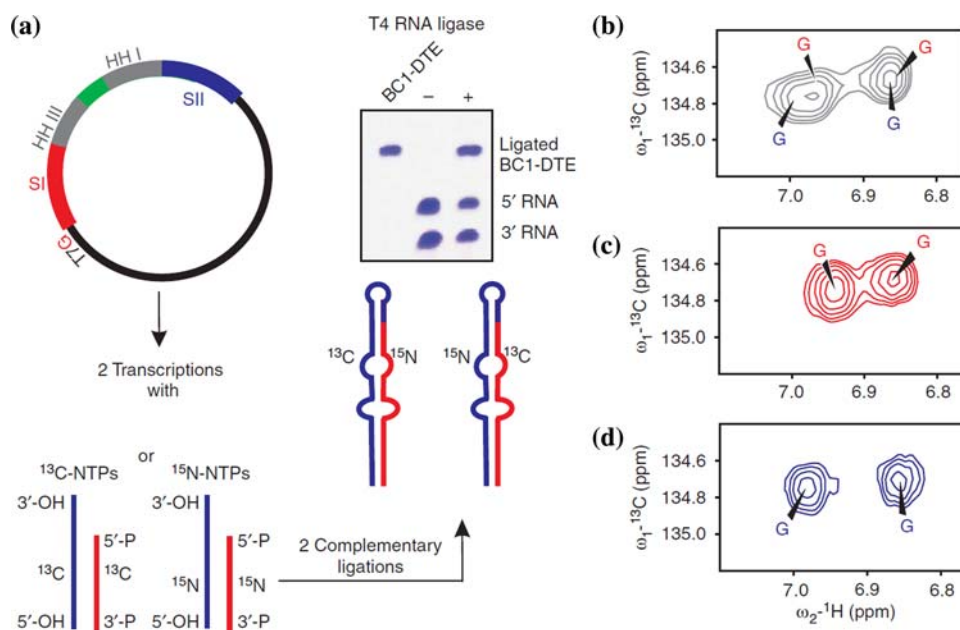 (a)
HH I
SII
HH III
SI
T7G
2 Transcriptions
with
or
¹³C-NTPs
¹⁵N-NTPs
3′-OH
3′-OH
5′-P
5′-P
¹³C
¹³C
¹⁵N
¹⁵N
5′-OH
3′-P
5′-OH
3′-P
2 Complementary
ligations
T4 RNA ligase
BC1-DTE
–
+
Ligated
BC1-DTE
5′ RNA
3′ RNA
¹³C
¹⁵N
¹⁵N
¹³C
(b)
ω₁-¹³C (ppm)
134.6
134.8
135.0
G
G
G
G
7.0
6.9
6.8
(c)
ω₁-¹³C (ppm)
134.6
134.8
135.0
G
G
7.0
6.9
6.8
(d)
ω₁-¹³C (ppm)
134.6
134.8
135.0
G
G
7.0
6.9
6.8
ω₂-¹H (ppm)